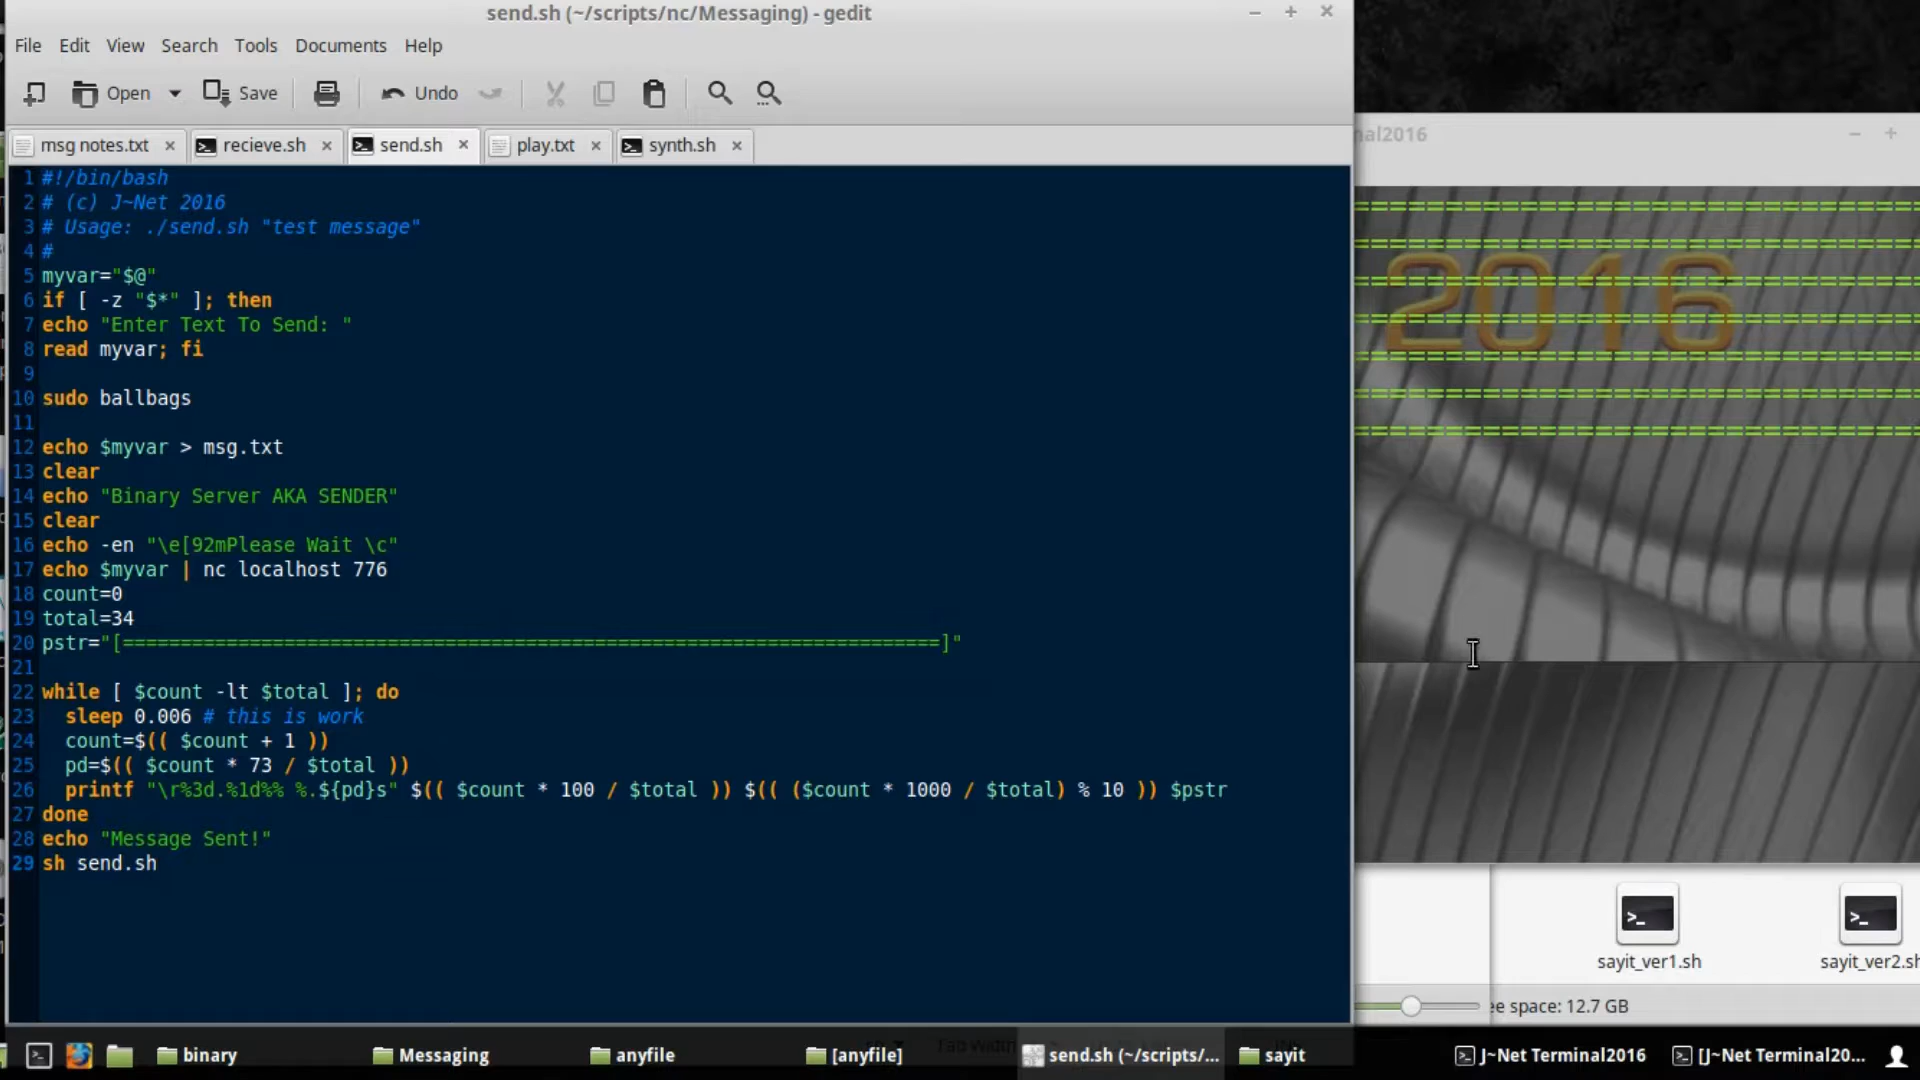 send.sh (~/scripts/nc/Messaging) - gedit
File Edit View Search Tools Documents Help
Open Save Undo
msg notes.txt recieve.sh send.sh play.txt synth.sh
nal2016
1 #!/bin/bash
2 # (c) J~Net 2016
3 # Usage: ./send.sh "test message"
4 #
5 myvar="$@"
6 if [ -z "$*" ]; then
7 echo "Enter Text To Send: "
8 read myvar; fi
9
10 sudo ballbags
11
12 echo $myvar > msg.txt
13 clear
14 echo "Binary Server AKA SENDER"
15 clear
16 echo -en "\e[92mPlease Wait \c"
17 echo $myvar | nc localhost 776
18 count=0
19 total=34
20 pstr="[=======================================================================]"
21
22 while [ $count -lt $total ]; do
23   sleep 0.006 # this is work
24   count=$(( $count + 1 ))
25   pd=$(( $count * 73 / $total ))
26   printf "\r%3d.%1d%% %.${pd}s" $(( $count * 100 / $total )) $(( ($count * 1000 / $total) % 10 )) $pstr
27 done
28 echo "Message Sent!"
29 sh send.sh
2016
sayit_ver1.sh sayit_ver2.sh
ee space: 12.7 GB
binary Messaging anyfile [anyfile] send.sh (~/scripts/... sayit J~Net Terminal2016 [J~Net Terminal20...